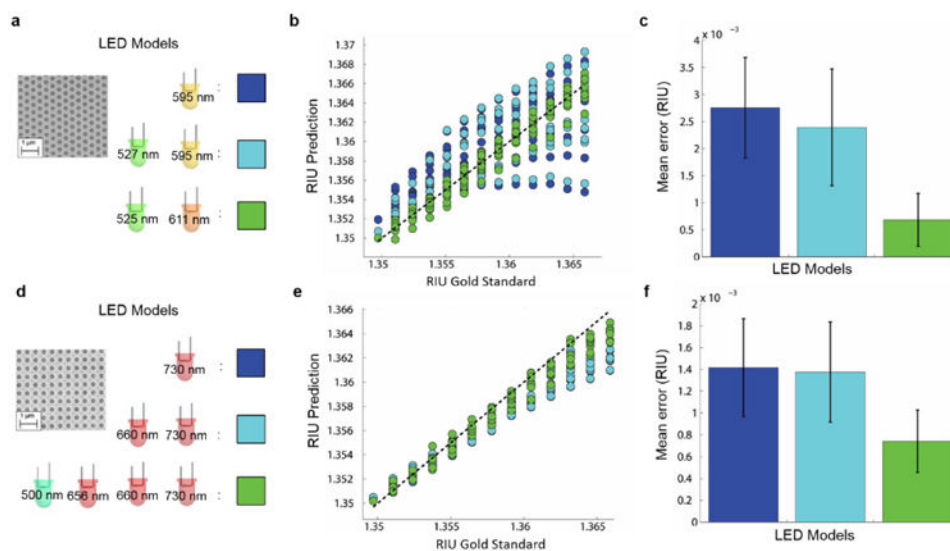 a
LED Models
1 µm
595 nm :
527 nm 595 nm :
525 nm 611 nm :
b
1.37
1.366
1.364
1.362
1.36
1.358
1.356
1.354
1.352
1.35
RIU Prediction
1.35 1.355 1.36 1.365
RIU Gold Standard
c
x 10 -3
4
3.5
3
2.5
2
1.5
1
0.5
0
Mean error (RIU)
LED Models
d
LED Models
1 µm
730 nm :
660 nm 730 nm :
500 nm 656 nm 660 nm 730 nm :
e
1.366
1.364
1.362
1.36
1.358
1.356
1.354
1.352
1.35
RIU Prediction
1.35 1.355 1.36 1.365
RIU Gold Standard
f
x 10 -3
2
1.8
1.6
1.4
1.2
0.8
0.6
0.4
0.2
0
Mean error (RIU)
LED Models